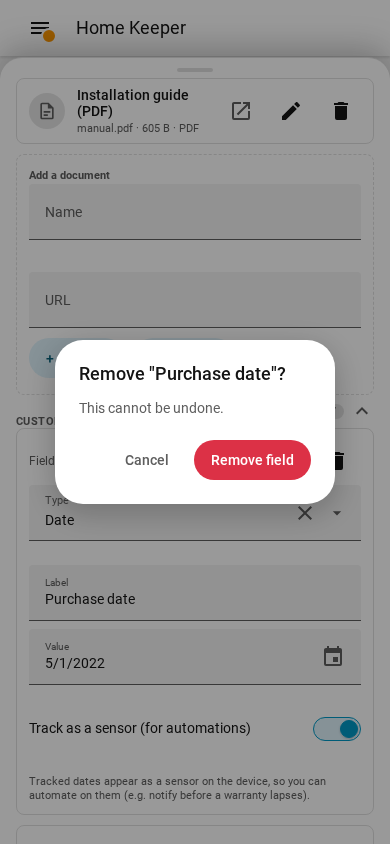 Home Keeper
Installation guide
(PDF)
manual.pdf · 605 B · PDF
Add a document
Name
URL
+
Remove "Purchase date"?
This cannot be undone.
Cancel
Remove field
CUSTO
Field
Type
Date
Label
Purchase date
Value
5/1/2022
Track as a sensor (for automations)
Tracked dates appear as a sensor on the device, so you can
automate on them (e.g. notify before a warranty lapses).